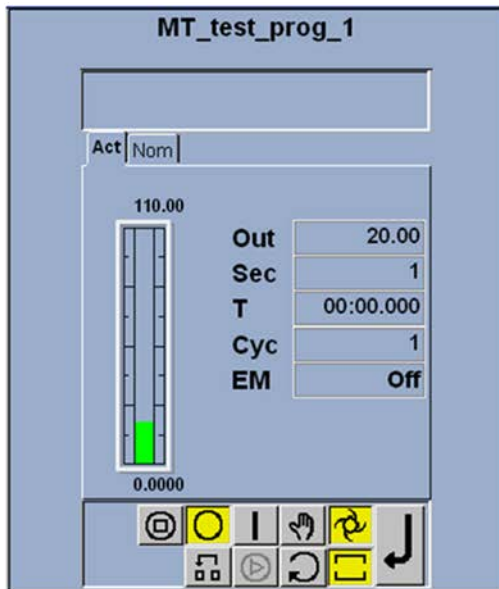 MT_test_prog_1
Act Nom
110.00
Out 20.00
Sec 1
T 00:00.000
Cyc 1
EM Off
0.0000